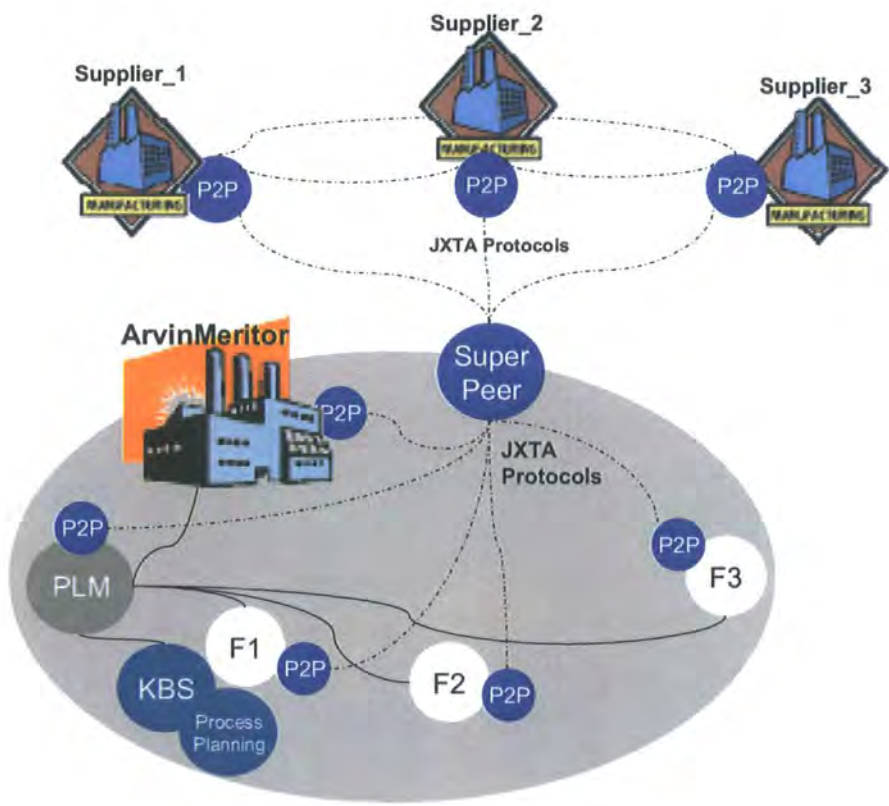 Supplier_2
Supplier_1
Supplier_3
MANUFACTURING
P2P
MANUFACTURING
P2P
P2P
MANUFACTURING
JXTA Protocols
ArvinMeritor
Super
Peer
P2P
JXTA
Protocols
P2P
P2P
PLM
F3
F1
P2P
F2
P2P
KBS
Process
Planning